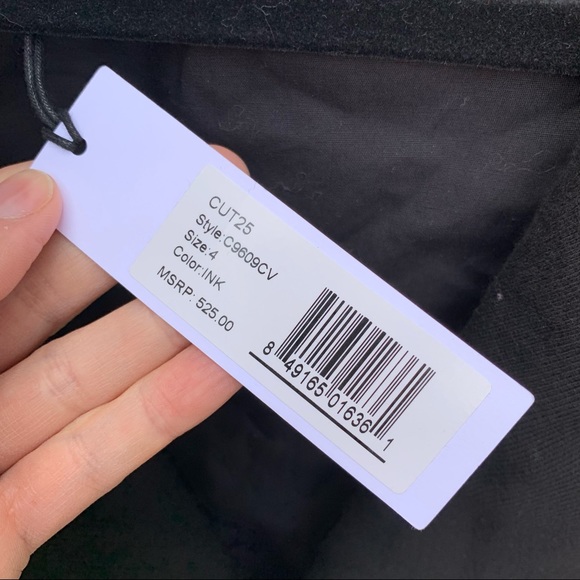 CUT25
Style:C9609CV
Size:4
Color:INK
MSRP: 525.00
8 49165 01636 1